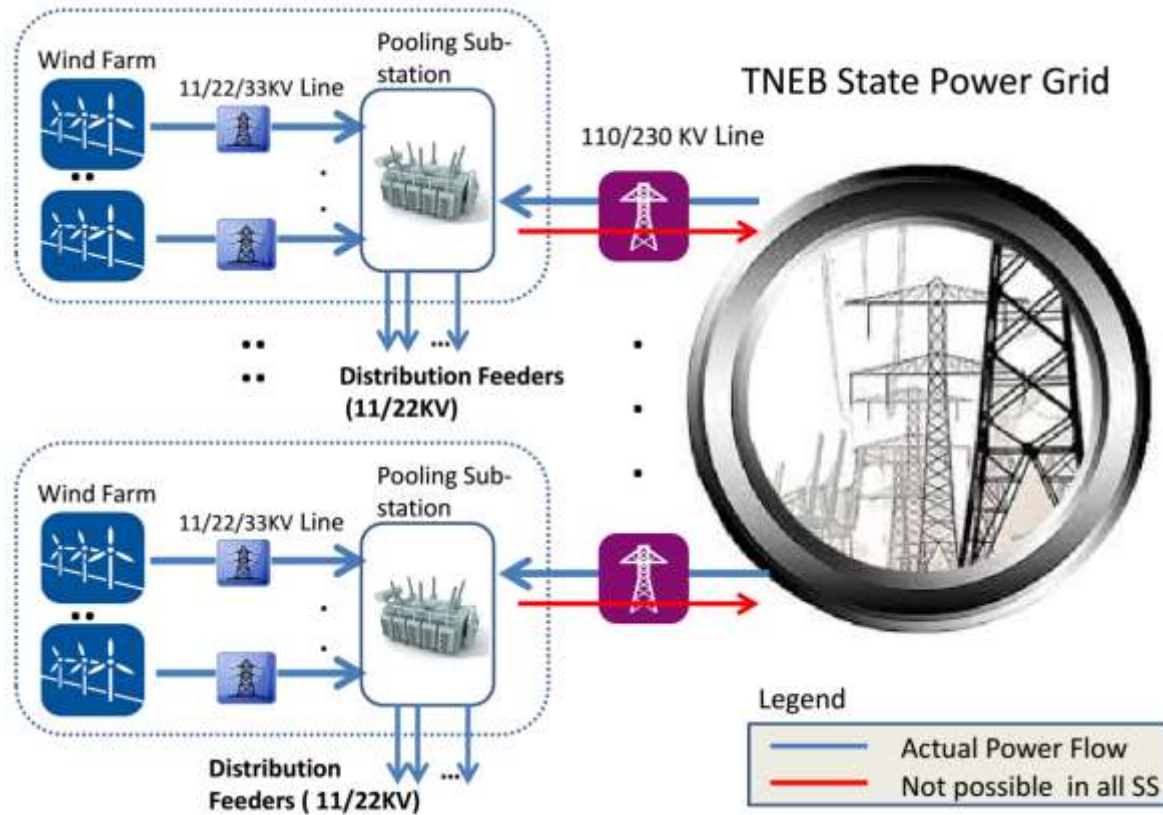 Wind Farm
11/22/33KV Line
Pooling Sub-
station
110/230 KV Line
TNEB State Power Grid
...
Distribution Feeders
(11/22KV)
Wind Farm
11/22/33KV Line
Pooling Sub-
station
...
Distribution
Feeders ( 11/22KV)
Legend
Actual Power Flow
Not possible in all SS